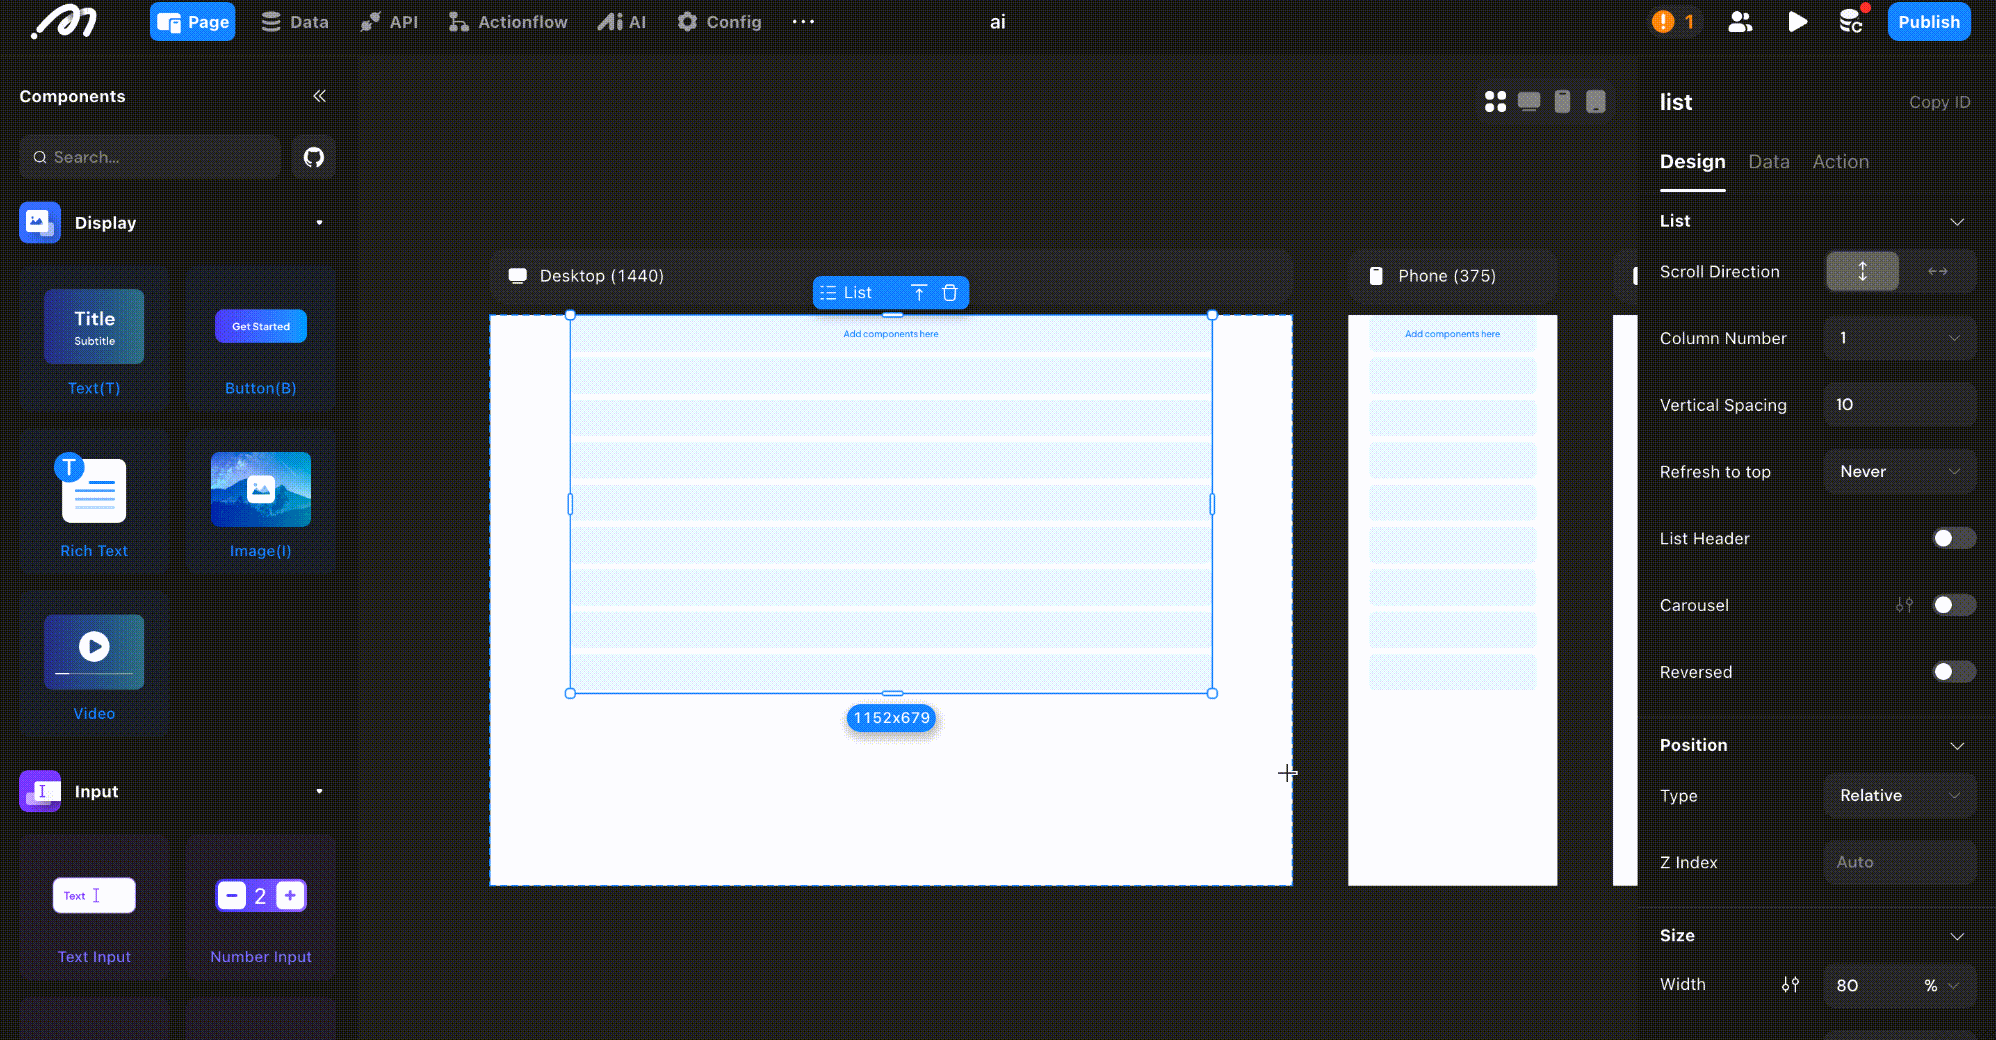 Page
Data
API
Actionflow
AI
Config
ai
1
Publish
Components
Search...
Display
Title
Subtitle
Text(T)
Get Started
Button(B)
T
Rich Text
Image(I)
Video
Input
Text
Text Input
2
Number Input
Desktop (1440)
List
Add components here
1152x679
Phone (375)
Add components here
list
Copy ID
Design
Data
Action
List
Scroll Direction
Column Number
1
Vertical Spacing
10
Refresh to top
Never
List Header
Carousel
Reversed
Position
Type
Relative
Z Index
Auto
Size
Width
80
%